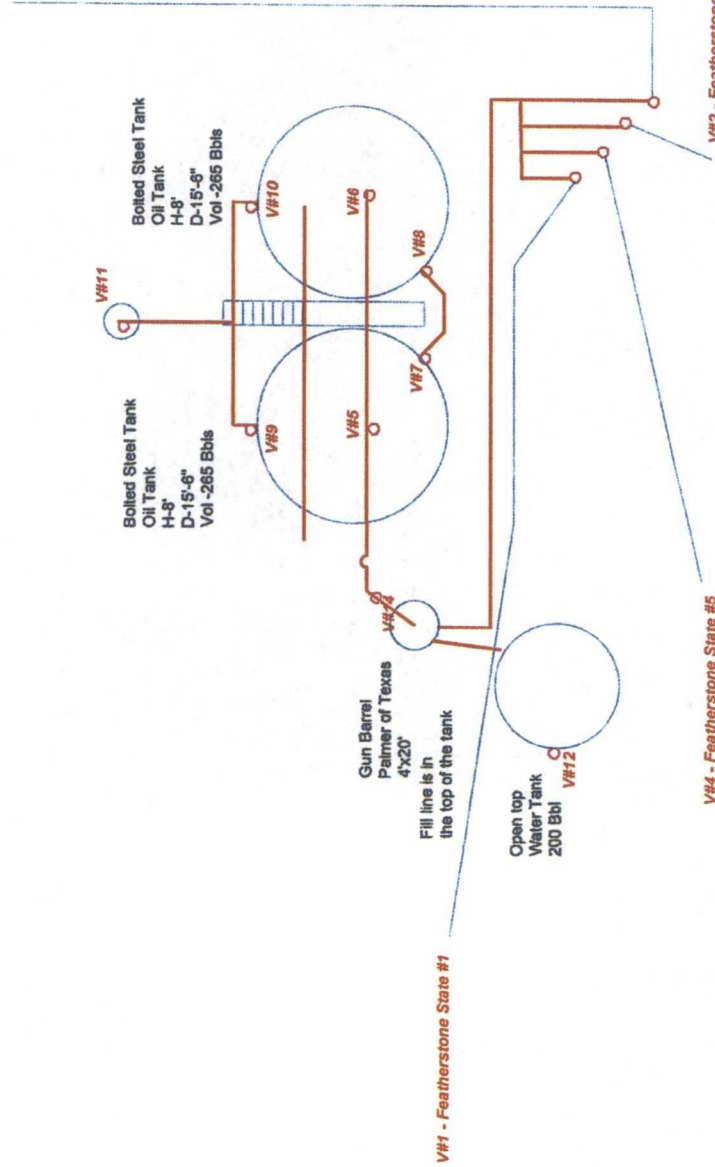 Bolted Steel Tank
Oil Tank
H-8'
D-15'-6"
Vol -265 Bbls
V#11
V#10
Bolted Steel Tank
Oil Tank
H-8'
D-15'-6"
Vol -265 Bbls
V#9
V#6
V#5
V#8
V#7
V#14
Gun Barrel
Palmer of Texas
4'x20'
Fill line is in
the top of the tank
Open top
Water Tank
200 Bbl
V#12
V#1 - Featherstone State #1
V#4 - Featherstone State #5
V#2 - Featherstone